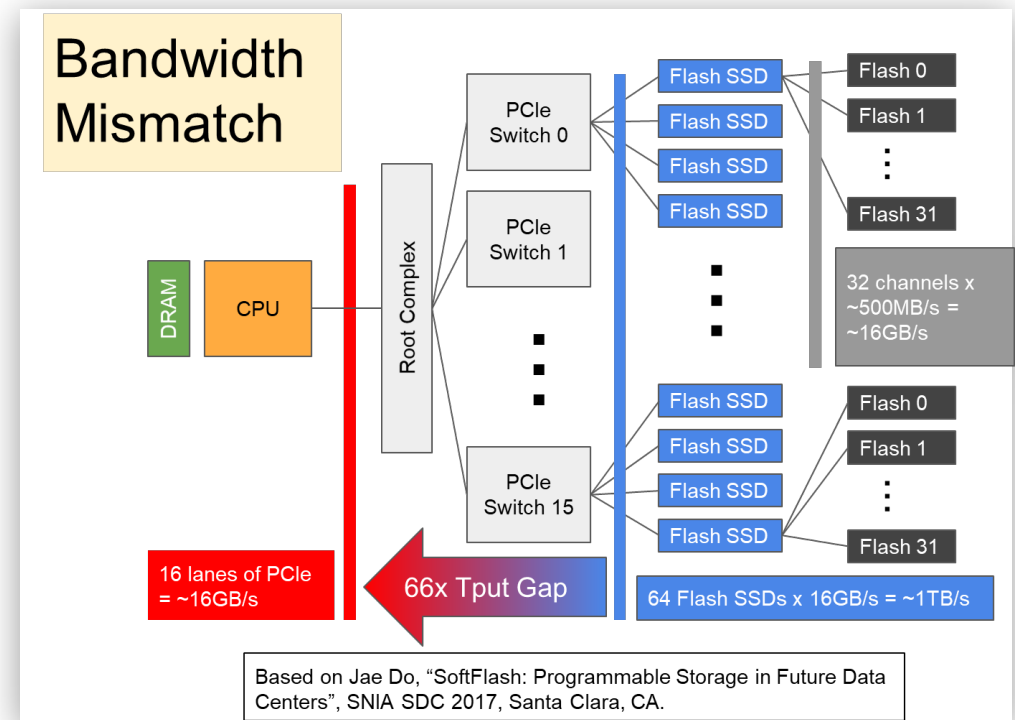 Bandwidth
Mismatch
DRAM
CPU
Root Complex
PCIe
Switch 0
PCIe
Switch 1
PCIe
Switch 15
Flash SSD
Flash SSD
Flash SSD
Flash SSD
Flash SSD
Flash SSD
Flash SSD
Flash SSD
Flash 0
Flash 1
Flash 31
32 channels x
~500MB/s =
~16GB/s
Flash 0
Flash 1
Flash 31
16 lanes of PCIe
= ~16GB/s
66x Tput Gap
64 Flash SSDs x 16GB/s = ~1TB/s
Based on Jae Do, “SoftFlash: Programmable Storage in Future Data
Centers”, SNIA SDC 2017, Santa Clara, CA.